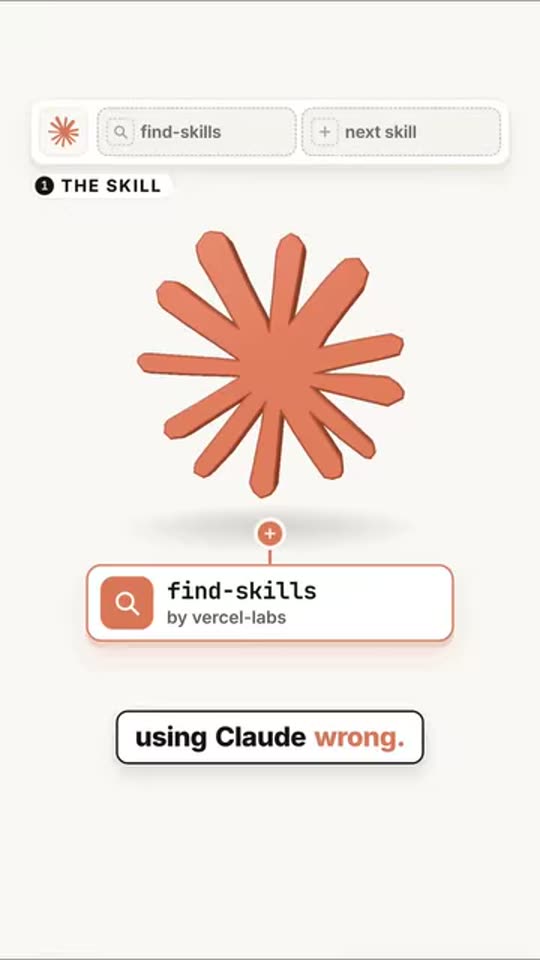 find-skills
next skill
1 THE SKILL
find-skills
by vercel-labs
using Claude wrong.